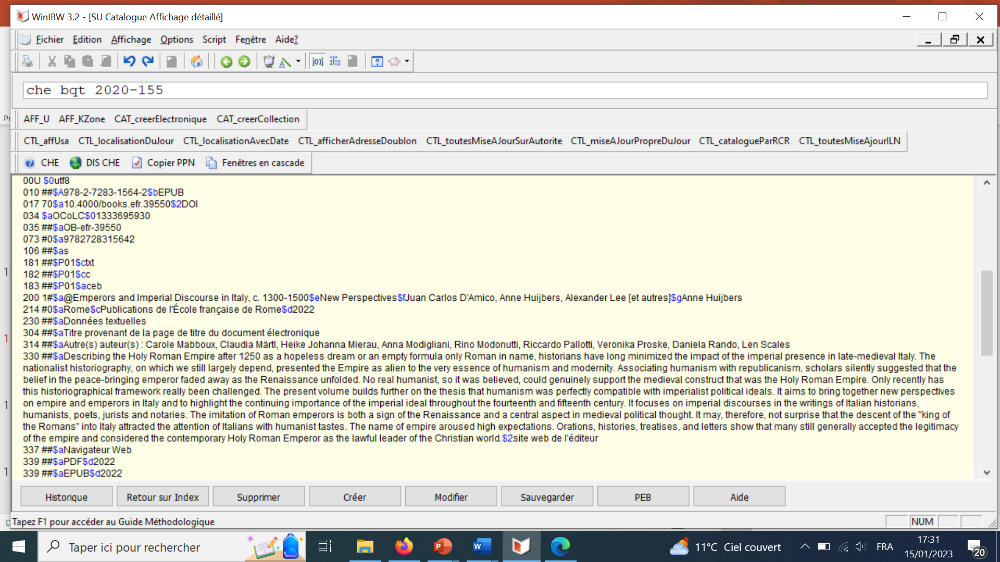 WinIBW 3.2 - [SU Catalogue Affichage détaillé]
Fichier Edition Affichage Options Script Fenêtre Aide?
[01]
che bqt 2020-155
AFF_U AFF_KZone CAT_creerElectronique CAT_creerCollection
CTL_affUsa CTL_localisationDuJour CTL_localisationAvecDate CTL_afficherAdresseDoublon CTL_toutesMiseAJourSurAutorite CTL_miseAJourPropreDuJour CTL_catalogueParRCR CTL_toutesMiseAjourILN
CHE DIS CHE Copier PPN Fenêtres en cascade
00U $0utf8
010 ##$A978-2-7283-1564-2$bEPUB
017 70$a10.4000/books.efr.39550$2DOI
034 $aOCoLC$01333695930
035 ##$aOB-efr-39550
073 #0$a9782728315642
106 ##$as
181 ##$P01$ctxt
182 ##$P01$cc
183 ##$P01$aceb
200 1#$a@Emperors and Imperial Discourse in Italy, c. 1300-1500$eNew Perspectives$fJuan Carlos D'Amico, Anne Huijbers, Alexander Lee [et autres]$gAnne Huijbers
214 #0$aRome$cPublications de l'École française de Rome$d2022
230 ##$aDonnées textuelles
304 ##$aTitre provenant de la page de titre du document électronique
314 ##$aAutre(s) auteur(s) : Carole Mabboux, Claudia Märtl, Heike Johanna Mierau, Anna Modigliani, Rino Modonutti, Riccardo Pallotti, Veronika Proske, Daniela Rando, Len Scales
330 ##$aDescribing the Holy Roman Empire after 1250 as a hopeless dream or an empty formula only Roman in name, historians have long minimized the impact of the imperial presence in late-medieval Italy. The
nationalist historiography, on which we still largely depend, presented the Empire as alien to the very essence of humanism and modernity. Associating humanism with republicanism, scholars silently suggested that the
belief in the peace-bringing emperor faded away as the Renaissance unfolded. No real humanist, so it was believed, could genuinely support the medieval construct that was the Holy Roman Empire. Only recently has
this historiographical framework really been challenged. The present volume builds further on the thesis that humanism was perfectly compatible with imperialist political ideals. It aims to bring together new perspectives
on empire and emperors in Italy and to highlight the continuing importance of the imperial ideal throughout the fourteenth and fifteenth century. It focuses on imperial discourses in the writings of Italian historians,
humanists, poets, jurists and notaries. The imitation of Roman emperors is both a sign of the Renaissance and a central aspect in medieval political thought. It may, therefore, not surprise that the descent of the "king of
the Romans" into Italy attracted the attention of Italians with humanist tastes. The name of empire aroused high expectations. Orations, histories, treatises, and letters show that many still generally accepted the legitimacy
of the empire and considered the contemporary Holy Roman Emperor as the lawful leader of the Christian world.$2site web de l'éditeur
337 ##$aNavigateur Web
339 ##$aPDF$d2022
339 ##$aEPUB$d2022
Historique Retour sur Index Supprimer Créer Modifier Sauvegarder PEB Aide
Tapez F1 pour accéder au Guide Méthodologique NUM
Taper ici pour rechercher
11°C Ciel couvert
FRA
17:31
15/01/2023
20